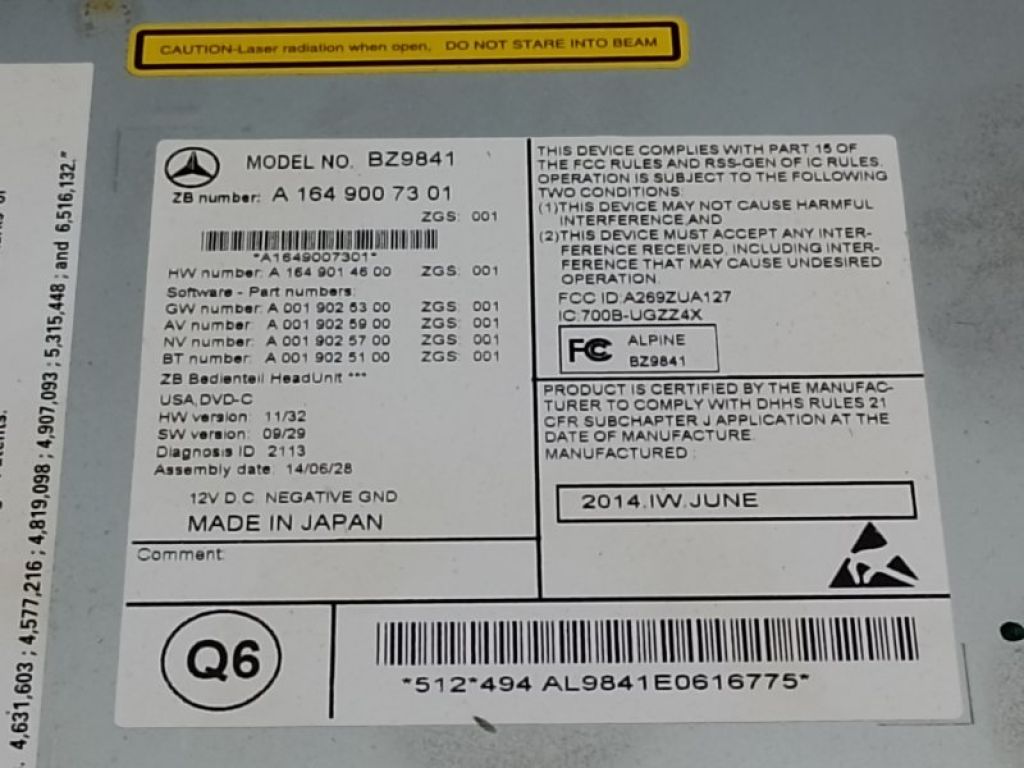 CAUTION-Laser radiation when open, DO NOT STARE INTO BEAM
MODEL NO. BZ9841
ZB number: A 164 900 73 01
ZGS: 001
*A1649007301*
HW number: A 164 901 46 00 ZGS: 001
Software - Part numbers:
GW number: A 001 902 53 00 ZGS: 001
AV number: A 001 902 59 00 ZGS: 001
NV number: A 001 902 57 00 ZGS: 001
BT number: A 001 902 51 00 ZGS: 001
ZB Bedienteil HeadUnit ***
USA,DVD-C
HW version: 11/32
SW version: 09/29
Diagnosis ID 2113
Assembly date: 14/06/28
12V D.C. NEGATIVE GND
MADE IN JAPAN
Comment:
THIS DEVICE COMPLIES WITH PART 15 OF
THE FCC RULES AND RSS-GEN OF IC RULES.
OPERATION IS SUBJECT TO THE FOLLOWING
TWO CONDITIONS:
(1)THIS DEVICE MAY NOT CAUSE HARMFUL
INTERFERENCE,AND
(2)THIS DEVICE MUST ACCEPT ANY INTER-
FERENCE RECEIVED, INCLUDING INTER-
FERENCE THAT MAY CAUSE UNDESIRED
OPERATION.
FCC ID:A269ZUA127
IC:700B-UGZZ4X
FC ALPINE
BZ9841
PRODUCT IS CERTIFIED BY THE MANUFAC-
TURER TO COMPLY WITH DHHS RULES 21
CFR SUBCHAPTER J APPLICATION AT THE
DATE OF MANUFACTURE.
MANUFACTURED :
2014.IW.JUNE
Q6
*512*494 AL9841E0616775*
4,631,603 ; 4,577,216 ; 4,819,098 ; 4,907,093 ; 5,315,448 ; and 6,516,132."